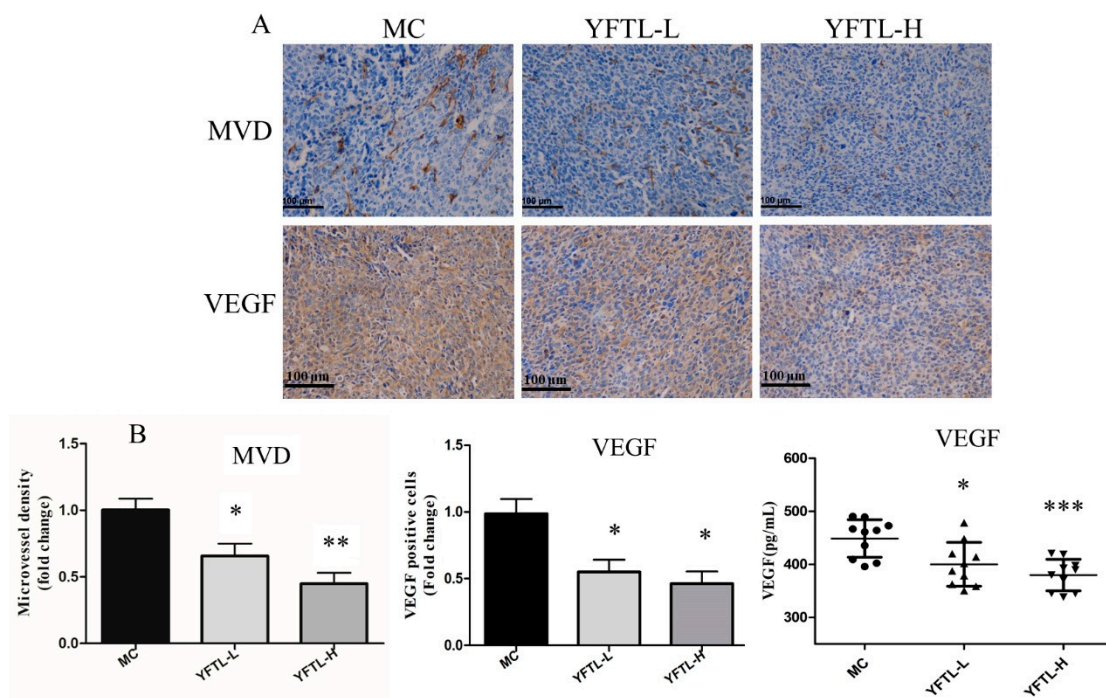 A
MC YFTL-L YFTL-H
MVD
100 µm 100 µm 100 µm
VEGF
100 µm 100 µm 100 µm
B
MVD
Microvessel density
(fold change)
1.5
1.0
0.5
0.0
*
**
MC YFTL-L YFTL-H
VEGF
VEGF positive cells
(Fold change)
1.5
1.0
0.5
0.0
*
*
MC YFTL-L YFTL-H
VEGF
VEGF(pg/mL)
600
500
400
300
*
***
MC YFTL-L YFTL-H